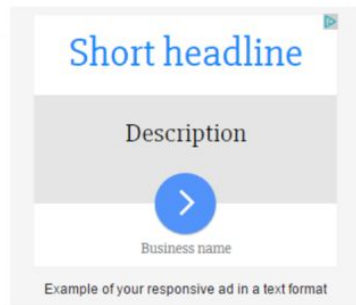 Short headline
Description
Business name
Example of your responsive ad in a text format